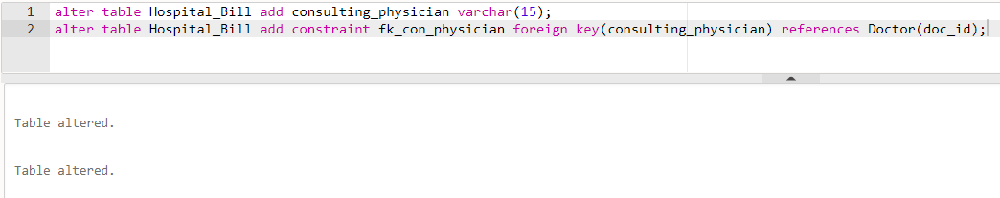 1 alter table Hospital_Bill add consulting_physician varchar(15);
2 alter table Hospital_Bill add constraint fk_con_physician foreign key(consulting_physician) references Doctor(doc_id);
Table altered.
Table altered.